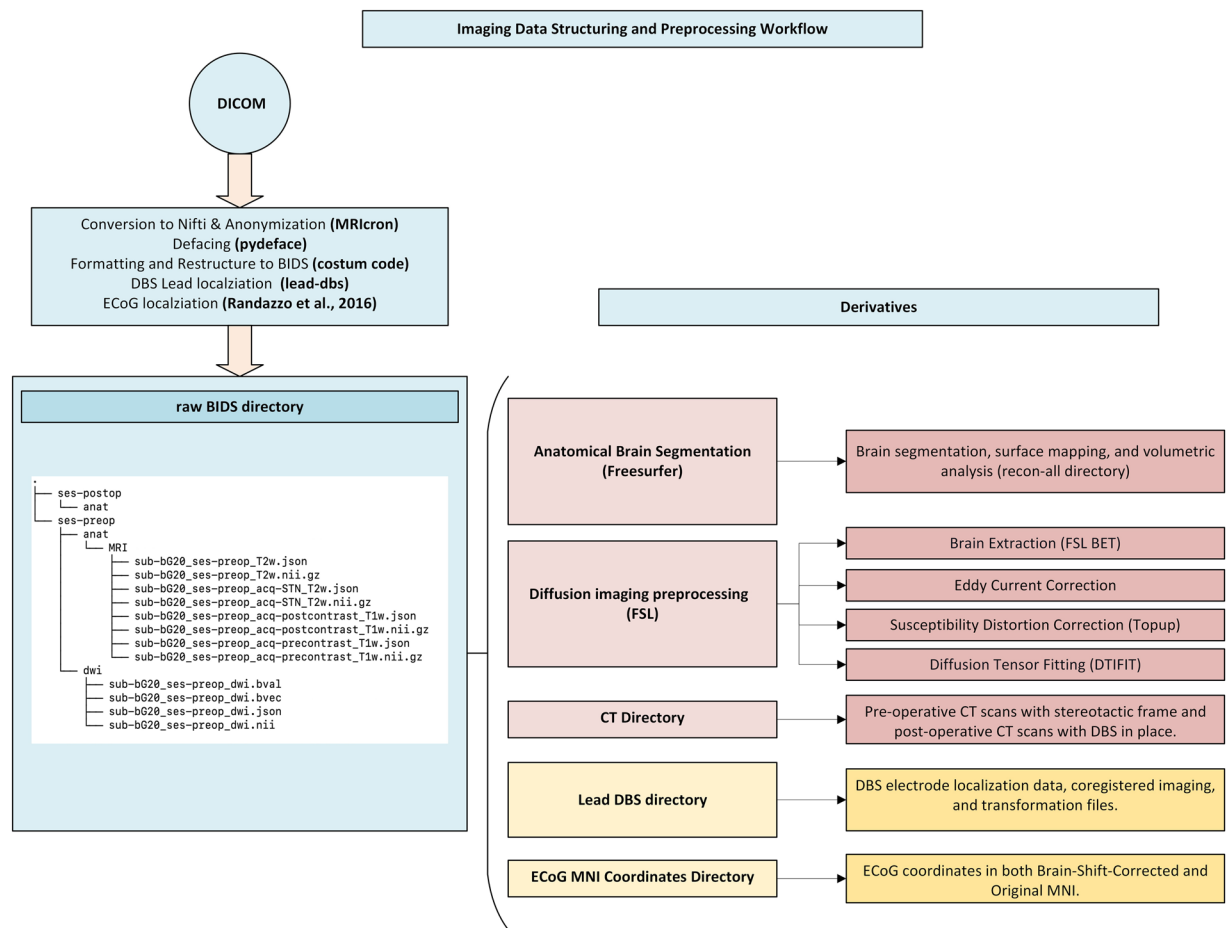 Imaging Data Structuring and Preprocessing Workflow
DICOM
Conversion to Nifti & Anonymization (MRIcron)
Defacing (pydeface)
Formatting and Restructure to BIDS (costum code)
DBS Lead localziation (lead-dbs)
ECoG localziation (Randazzo et al., 2016)
raw BIDS directory
.
ses-postop
anat
ses-preop
anat
MRI
sub-bG20_ses-preop_T2w.json
sub-bG20_ses-preop_T2w.nii.gz
sub-bG20_ses-preop_acq-STN_T2w.json
sub-bG20_ses-preop_acq-STN_T2w.nii.gz
sub-bG20_ses-preop_acq-postcontrast_T1w.json
sub-bG20_ses-preop_acq-postcontrast_T1w.nii.gz
sub-bG20_ses-preop_acq-precontrast_T1w.json
sub-bG20_ses-preop_acq-precontrast_T1w.nii.gz
dwi
sub-bG20_ses-preop_dwi.bval
sub-bG20_ses-preop_dwi.bvec
sub-bG20_ses-preop_dwi.json
sub-bG20_ses-preop_dwi.nii
Derivatives
Anatomical Brain Segmentation
(Freesurfer)
Brain segmentation, surface mapping, and volumetric
analysis (recon-all directory)
Diffusion imaging preprocessing
(FSL)
Brain Extraction (FSL BET)
Eddy Current Correction
Susceptibility Distortion Correction (Topup)
Diffusion Tensor Fitting (DTIFIT)
CT Directory
Pre-operative CT scans with stereotactic frame and
post-operative CT scans with DBS in place.
Lead DBS directory
DBS electrode localization data, coregistered imaging,
and transformation files.
ECoG MNI Coordinates Directory
ECoG coordinates in both Brain-Shift-Corrected and
Original MNI.